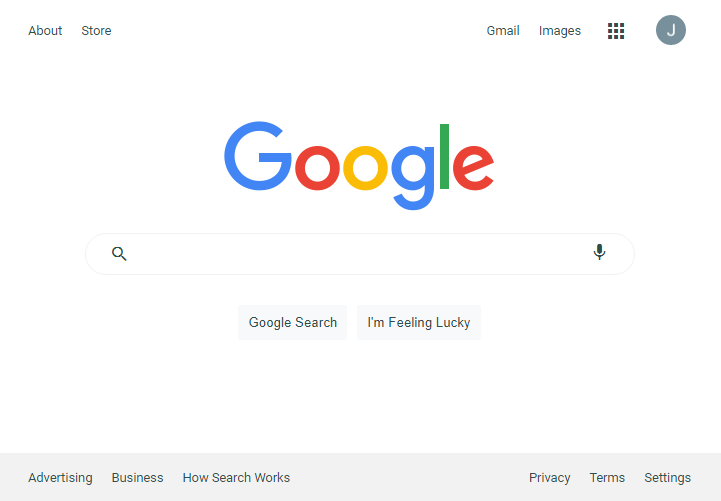 About Store Gmail Images J
Google
Google Search I'm Feeling Lucky
Advertising Business How Search Works Privacy Terms Settings